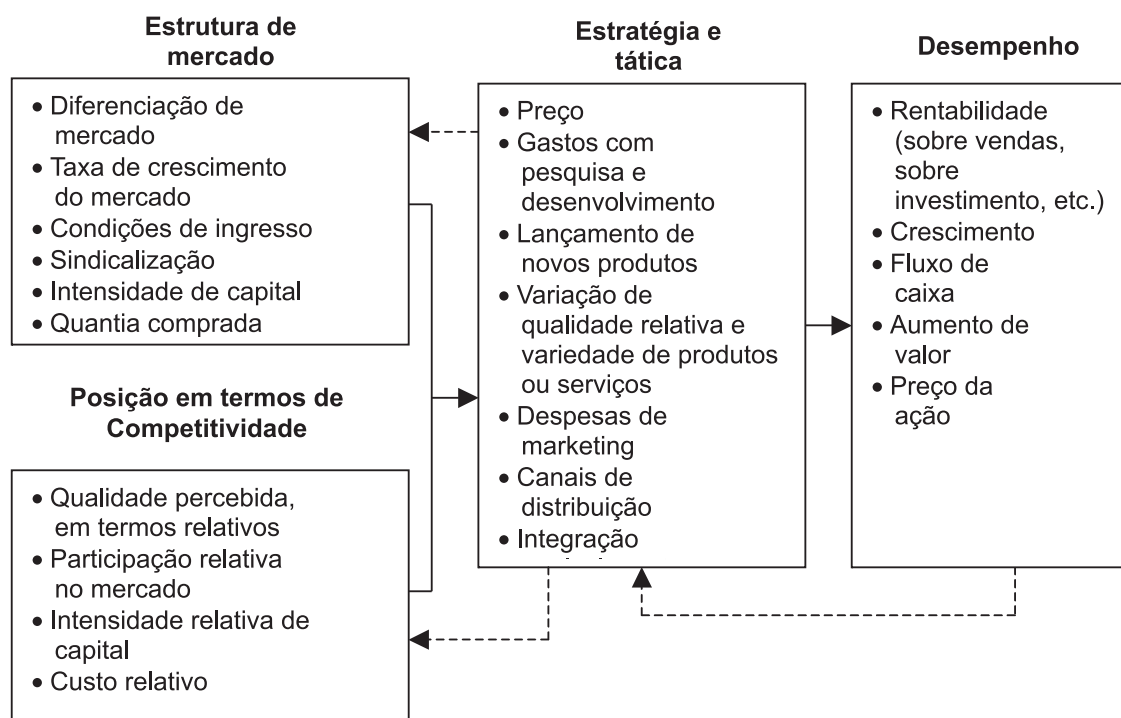 Estrutura de
mercado
• Diferenciação de
mercado
• Taxa de crescimento
do mercado
• Condições de ingresso
• Sindicalização
• Intensidade de capital
• Quantia comprada
Posição em termos de
Competitividade
• Qualidade percebida,
em termos relativos
• Participação relativa
no mercado
• Intensidade relativa de
capital
• Custo relativo
Estratégia e
tática
• Preço
• Gastos com
pesquisa e
desenvolvimento
• Lançamento de
novos produtos
• Variação de
qualidade relativa e
variedade de produtos
ou serviços
• Despesas de
marketing
• Canais de
distribuição
• Integração
Desempenho
• Rentabilidade
(sobre vendas,
sobre
investimento, etc.)
• Crescimento
• Fluxo de
caixa
• Aumento de
valor
• Preço da
ação